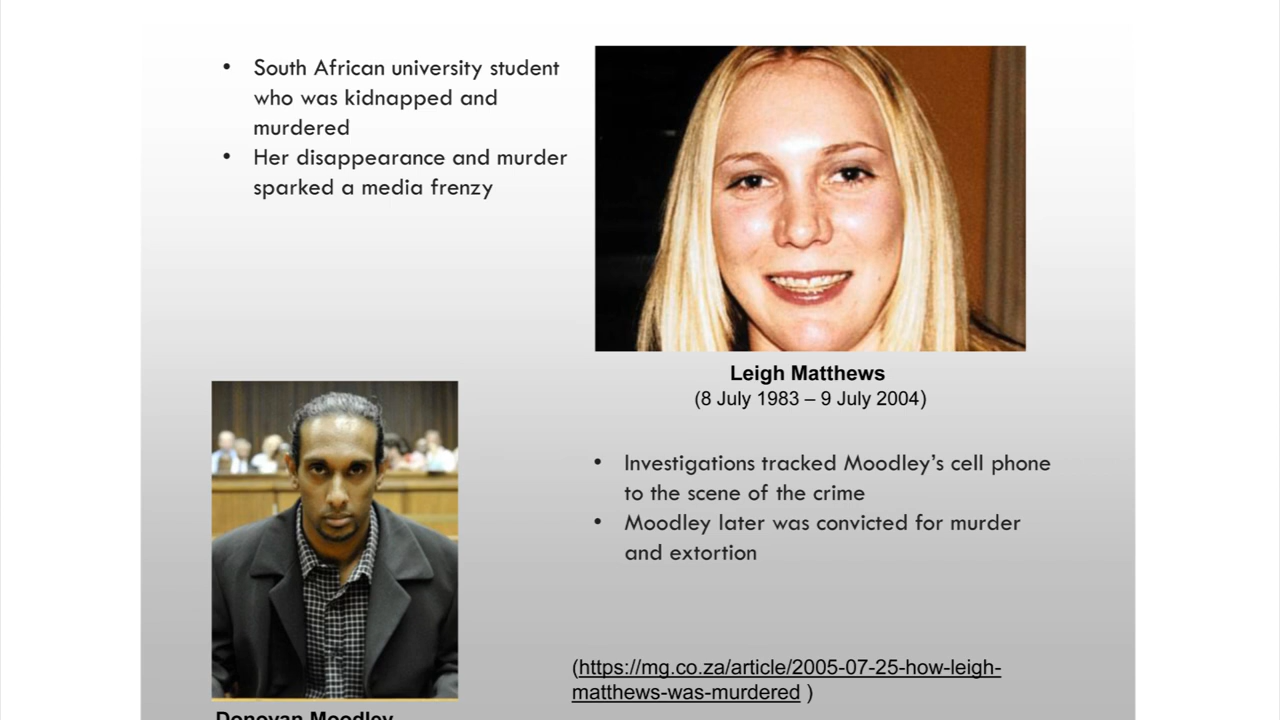 • South African university student
who was kidnapped and
murdered
• Her disappearance and murder
sparked a media frenzy
Leigh Matthews
(8 July 1983 – 9 July 2004)
• Investigations tracked Moodley’s cell phone
to the scene of the crime
• Moodley later was convicted for murder
and extortion
(https://mg.co.za/article/2005-07-25-how-leigh-
matthews-was-murdered )
Donovan Moodley